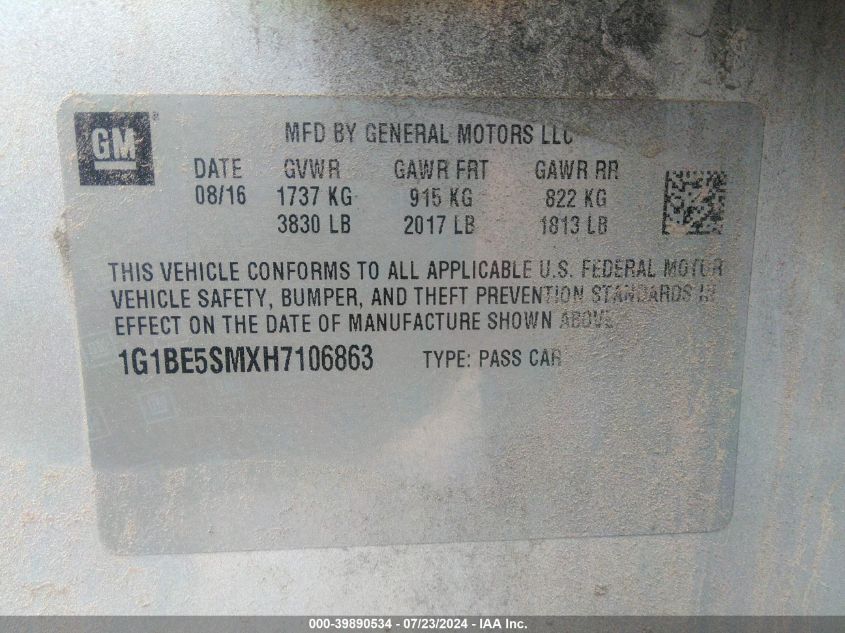 GM
MFD BY GENERAL MOTORS LLC
DATE GVWR GAWR FRT GAWR RR
08/16 1737 KG 915 KG 822 KG
3830 LB 2017 LB 1813 LB
THIS VEHICLE CONFORMS TO ALL APPLICABLE U.S. FEDERAL MOTOR
VEHICLE SAFETY, BUMPER, AND THEFT PREVENTION STANDARDS IN
EFFECT ON THE DATE OF MANUFACTURE SHOWN ABOVE.
1G1BE5SMXH7106863 TYPE: PASS CAR
000-39890534 / 07/23/2024 - IAA Inc.